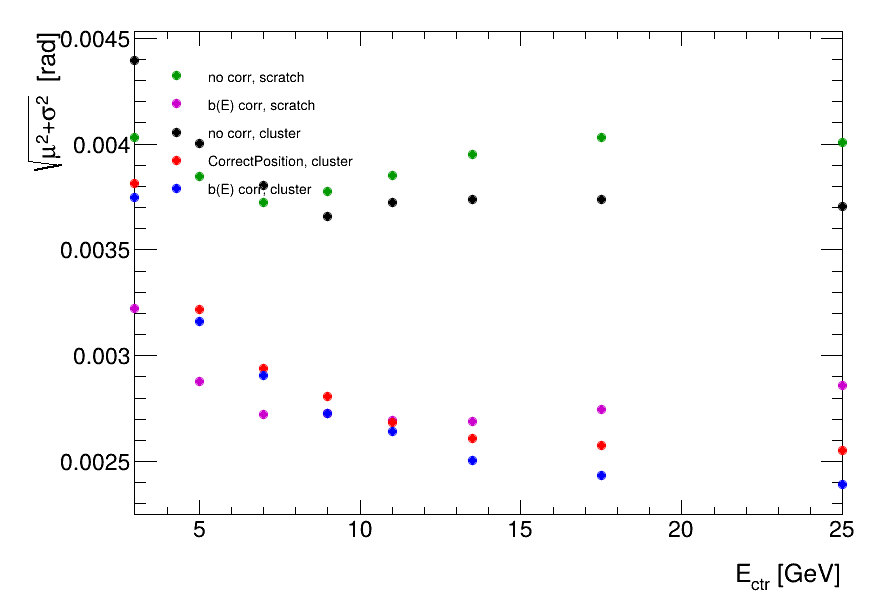 √μ²+σ² [rad]
0.0045
0.004
0.0035
0.003
0.0025
no corr, scratch
b(E) corr, scratch
no corr, cluster
CorrectPosition, cluster
b(E) corr, cluster
5
10
15
20
25
E_ctr [GeV]